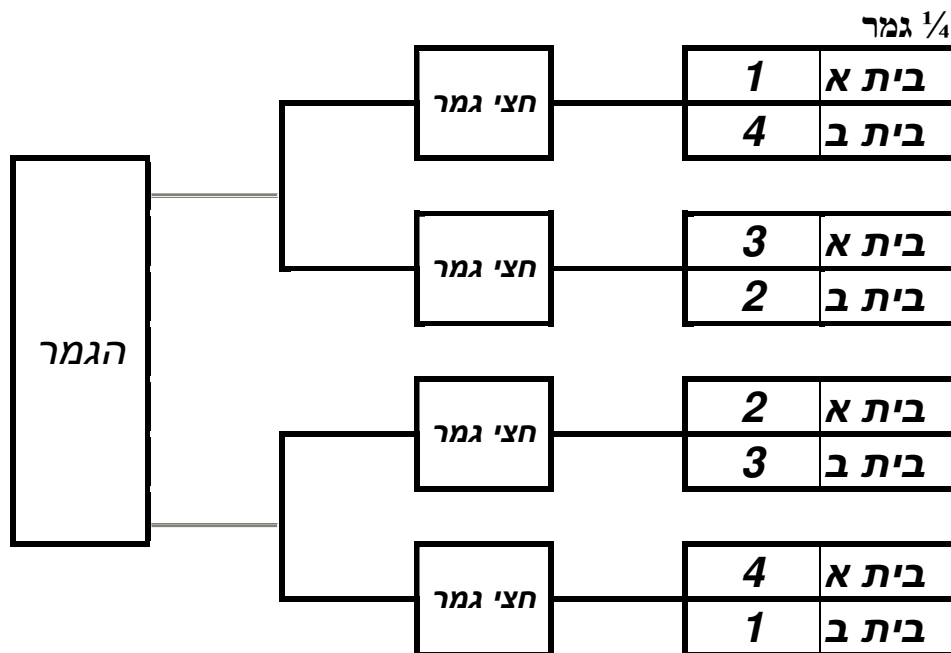 ¼ גמר
בית א 1
חצי גמר
בית ב 4
בית א 3
חצי גמר
בית ב 2
הגמר
בית א 2
חצי גמר
בית ב 3
בית א 4
חצי גמר
בית ב 1